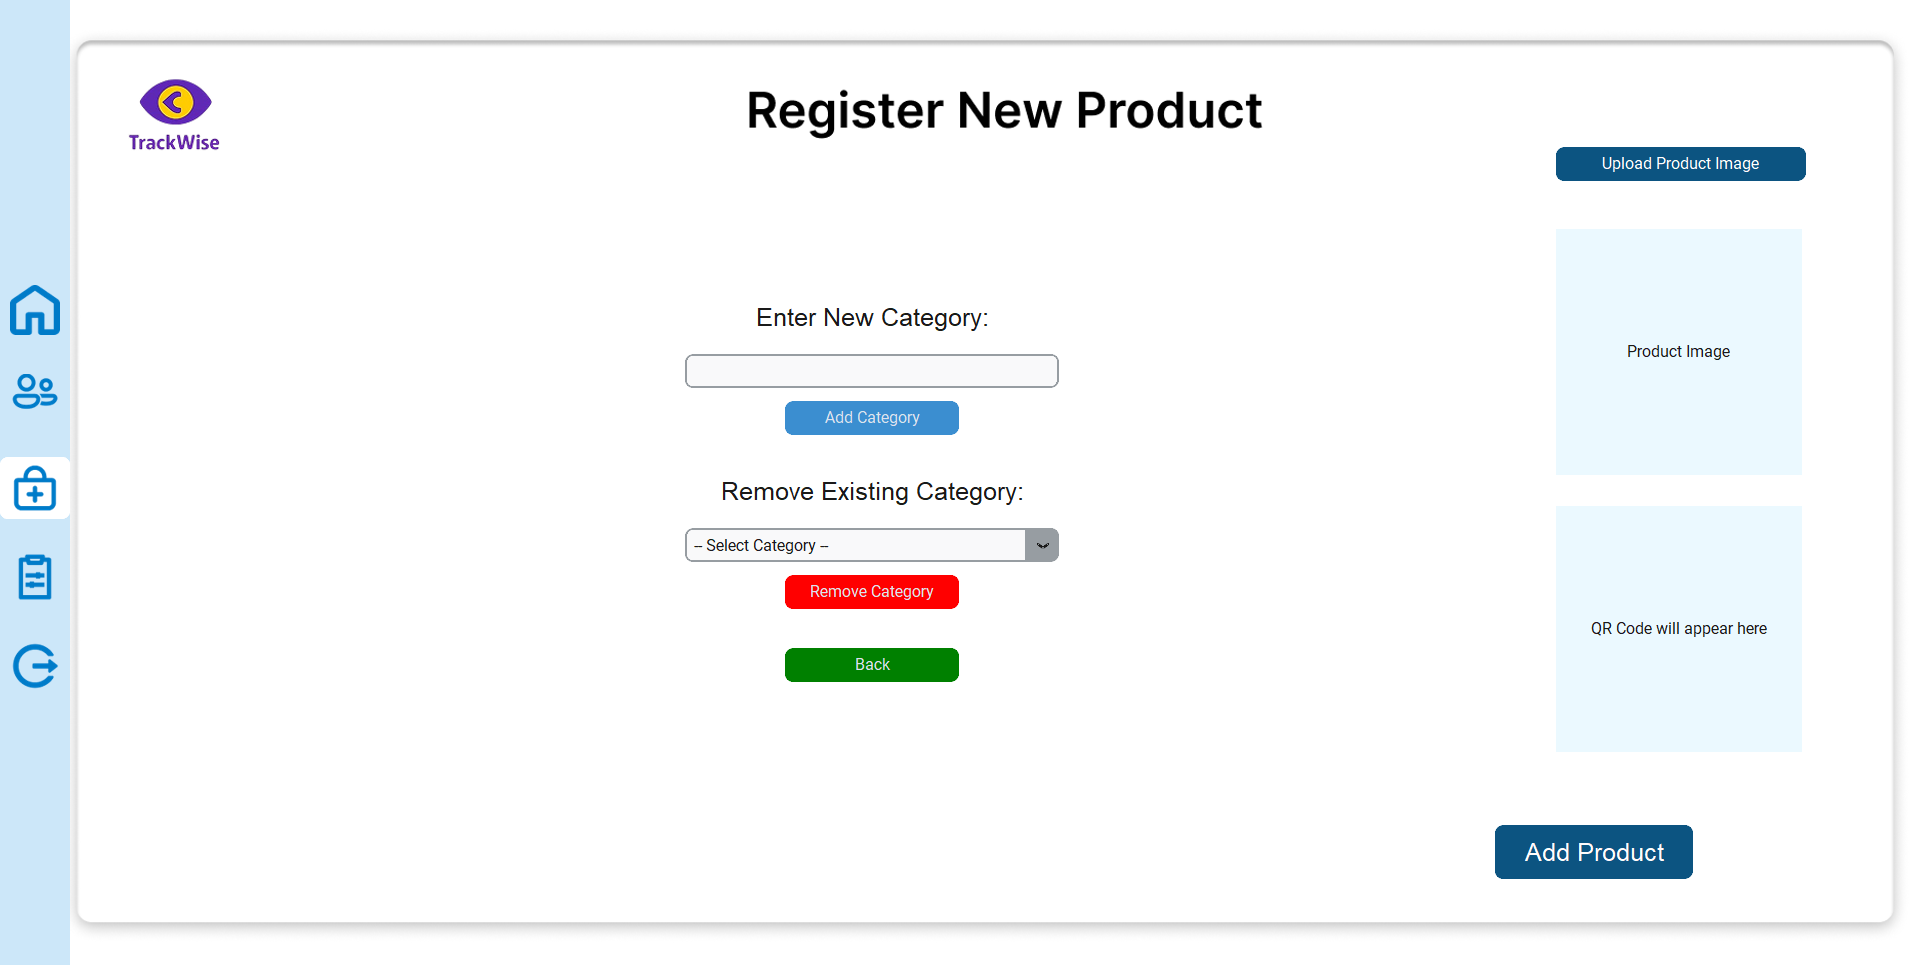 TrackWise
Register New Product
Upload Product Image
Enter New Category:
Add Category
Remove Existing Category:
-- Select Category --
Remove Category
Back
Product Image
QR Code will appear here
Add Product